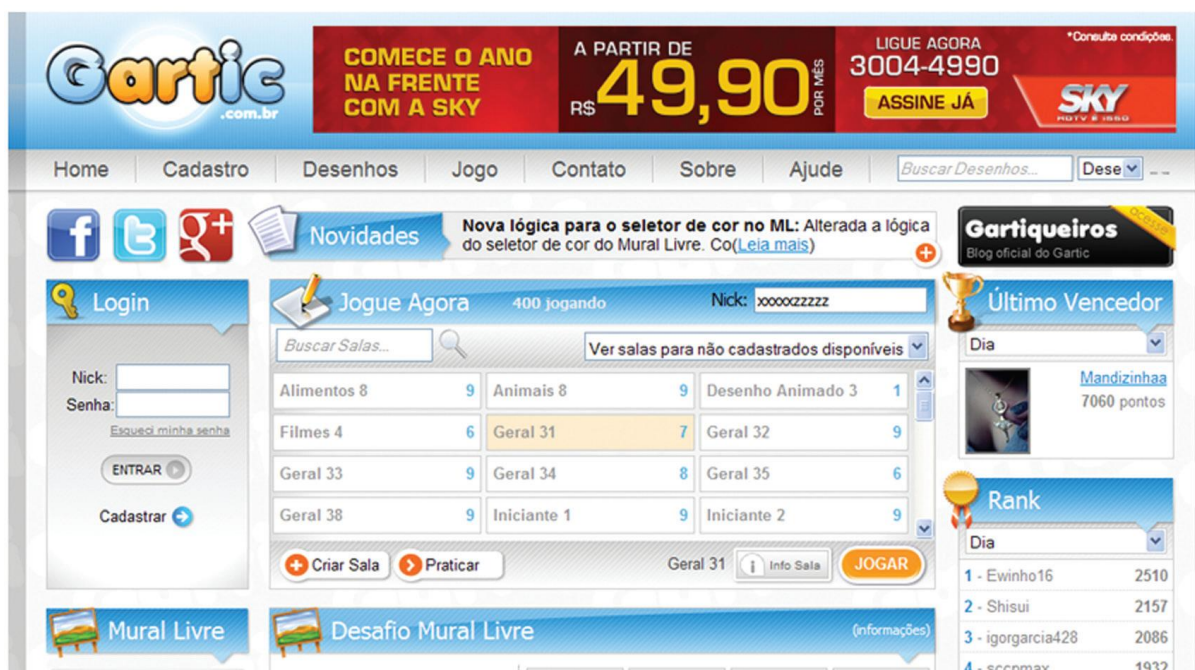 Gartic
.com.br
COMECE O ANO
NA FRENTE
COM A SKY
A PARTIR DE
R$ 49,90 POR MÊS
LIGUE AGORA
3004-4990
ASSINE JÁ
*Consulte condições.
SKY
HDTV É ISSO
Home Cadastro Desenhos Jogo Contato Sobre Ajude Buscar Desenhos... Dese
Novidades
Nova lógica para o seletor de cor no ML: Alterada a lógica
do seletor de cor do Mural Livre. Co(Leia mais)
Gartiqueiros
acesse
Blog oficial do Gartic
Login
Nick:
Senha:
Esqueci minha senha
ENTRAR
Cadastrar
Jogue Agora 400 jogando Nick: xxxxxzzzzz
Buscar Salas... Ver salas para não cadastrados disponíveis
Alimentos 8 9 Animais 8 9 Desenho Animado 3 1
Filmes 4 6 Geral 31 7 Geral 32 9
Geral 33 9 Geral 34 8 Geral 35 6
Geral 38 9 Iniciante 1 9 Iniciante 2 9
Criar Sala Praticar Geral 31 i Info Sala JOGAR
Último Vencedor
Dia
Mandizinhaa
7060 pontos
Rank
Dia
1 - Ewinho16 2510
2 - Shisui 2157
3 - igorgarcia428 2086
4 - sccpmax 1932
Mural Livre
Desafio Mural Livre (informações)